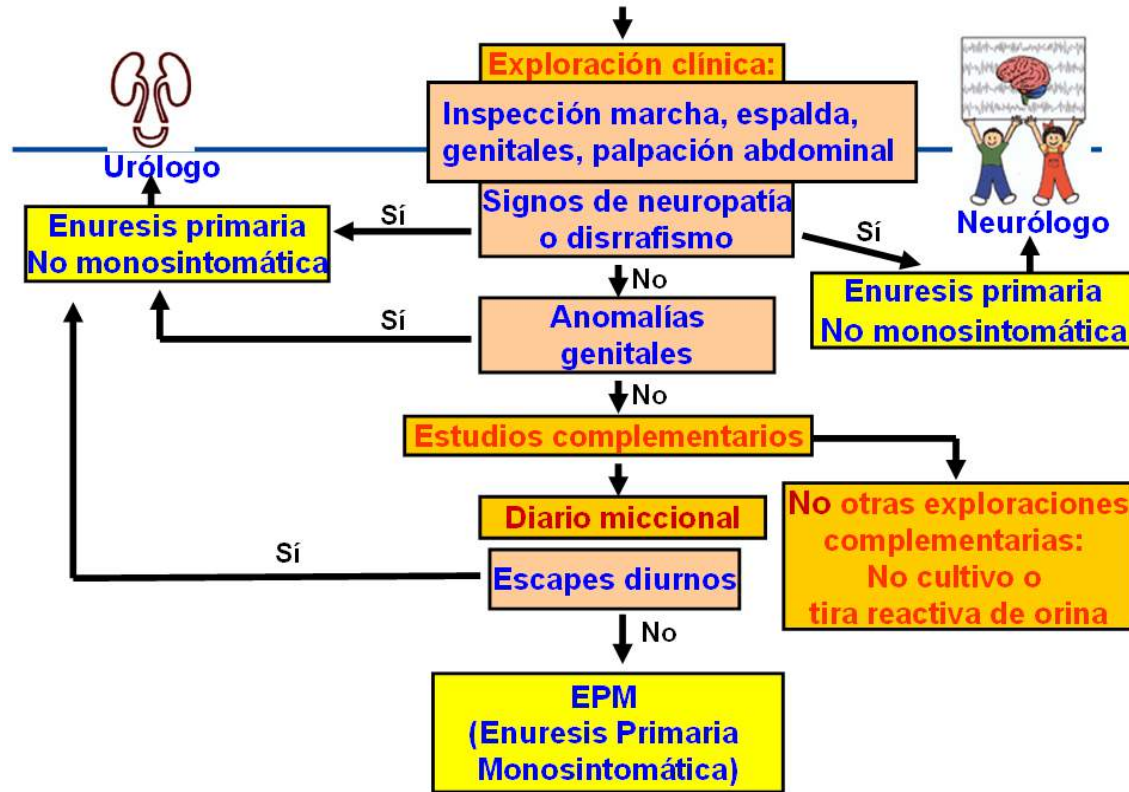 Exploración clínica:
Inspección marcha, espalda,
genitales, palpación abdominal
Urólogo
Neurólogo
Signos de neuropatía
o disrrafismo
Sí
Sí
Enuresis primaria
No monosintomática
Enuresis primaria
No monosintomática
No
Anomalías
genitales
Sí
No
Estudios complementarios
Diario miccional
No otras exploraciones
complementarias:
No cultivo o
tira reactiva de orina
Escapes diurnos
Sí
No
EPM
(Enuresis Primaria
Monosintomática)